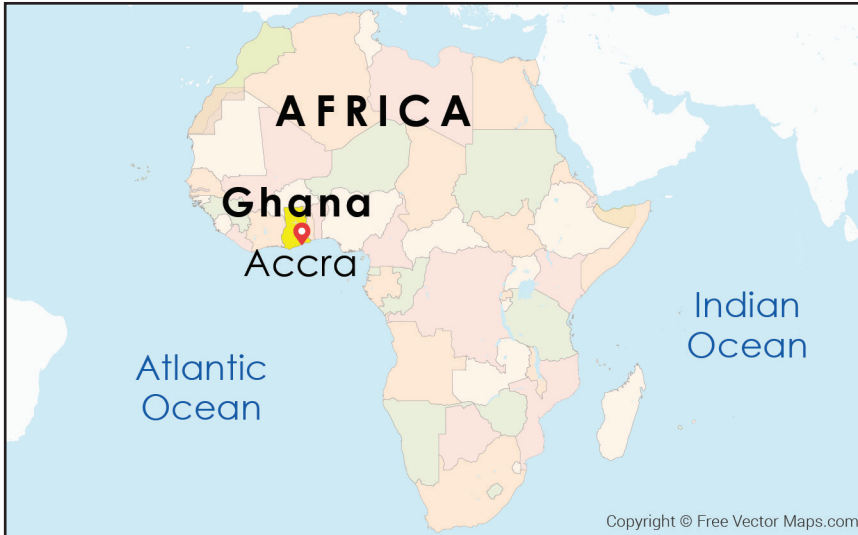 AFRICA
Ghana
Accra
Indian
Ocean
Atlantic
Ocean
Copyright © Free Vector Maps.com